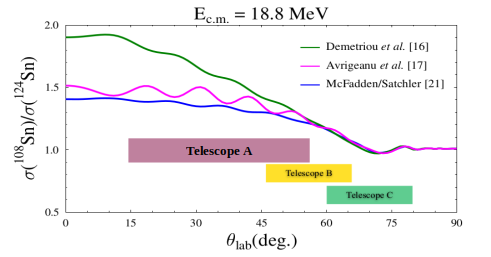 E_c.m. = 18.8 MeV
Demetriou et al. [16]
Avrigeanu et al. [17]
McFadden/Satchler [21]
σ(¹⁰⁸Sn)/σ(¹²⁴Sn)
2.0
1.5
1.0
0.5
Telescope A
Telescope B
Telescope C
0 15 30 45 60 75 90
θ_lab(deg.)